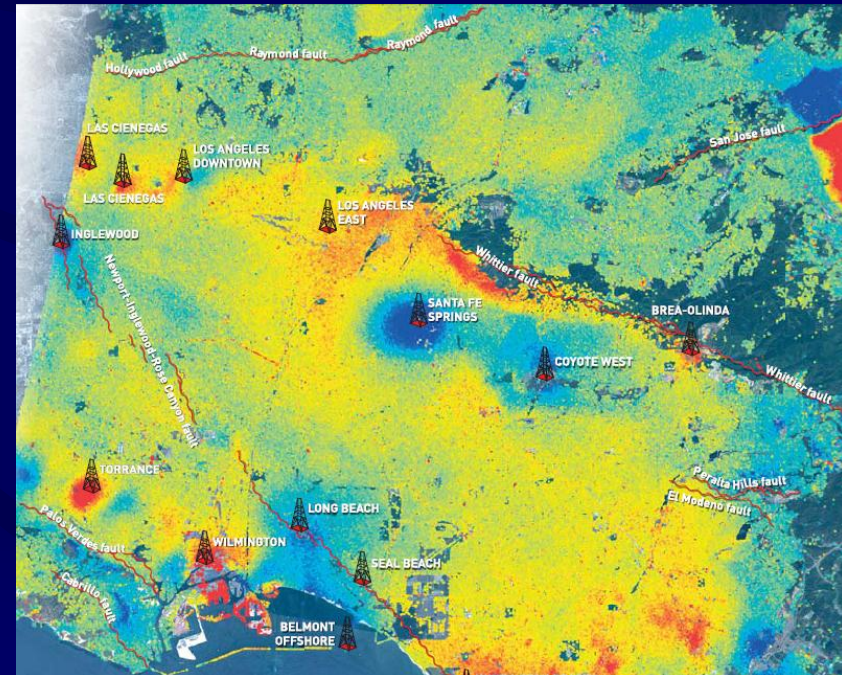 Raymond fault
Raymond fault
Hollywood fault
LAS CIENEGAS
LOS ANGELES
DOWNTOWN
San Jose fault
LAS CIENEGAS
LOS ANGELES
EAST
INGLEWOOD
Whittier fault
Newport-Inglewood-Rose Canyon fault
SANTA FE
SPRINGS
BREA-OLINDA
COYOTE WEST
Whittier fault
TORRANCE
Peralta Hills fault
El Modeno fault
LONG BEACH
Palos Verdes fault
WILMINGTON
SEAL BEACH
Cabrillo fault
BELMONT
OFFSHORE